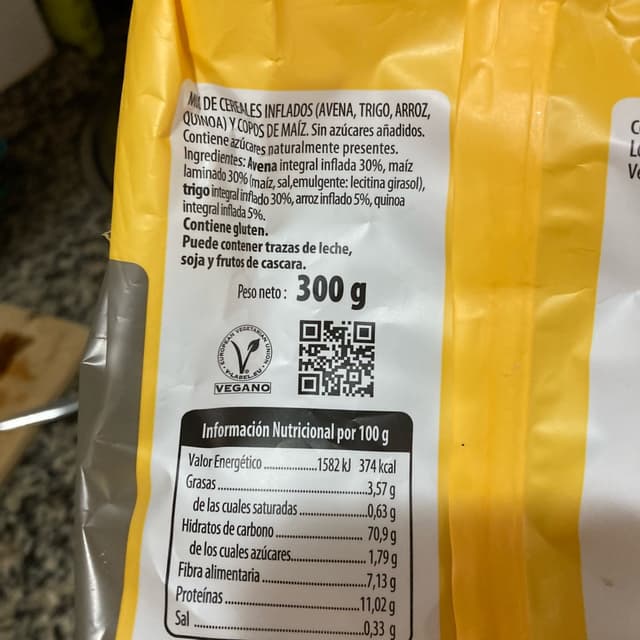 MIX DE CEREALES INFLADOS (AVENA, TRIGO, ARROZ,
QUINOA) Y COPOS DE MAÍZ. Sin azúcares añadidos.
Contiene azúcares naturalmente presentes.
Ingredientes: Avena integral inflada 30%, maíz
laminado 30% (maíz, sal, emulgente: lecitina girasol),
trigo integral inflado 30%, arroz inflado 5%, quinoa
integral inflada 5%.
Contiene gluten.
Puede contener trazas de leche,
soja y frutos de cascara.
Peso neto: 300 g
EUROPEAN VEGETARIAN UNION
V-LABEL.EU
VEGANO
Información Nutricional por 100 g
Valor Energético..............1582 kJ 374 kcal
Grasas........................................3,57 g
de las cuales saturadas.................0,63 g
Hidratos de carbono..................... 70,9 g
de los cuales azúcares....................1,79 g
Fibra alimentaria..........................7,13 g
Proteínas....................................11,02 g
Sal.............................................0,33 g